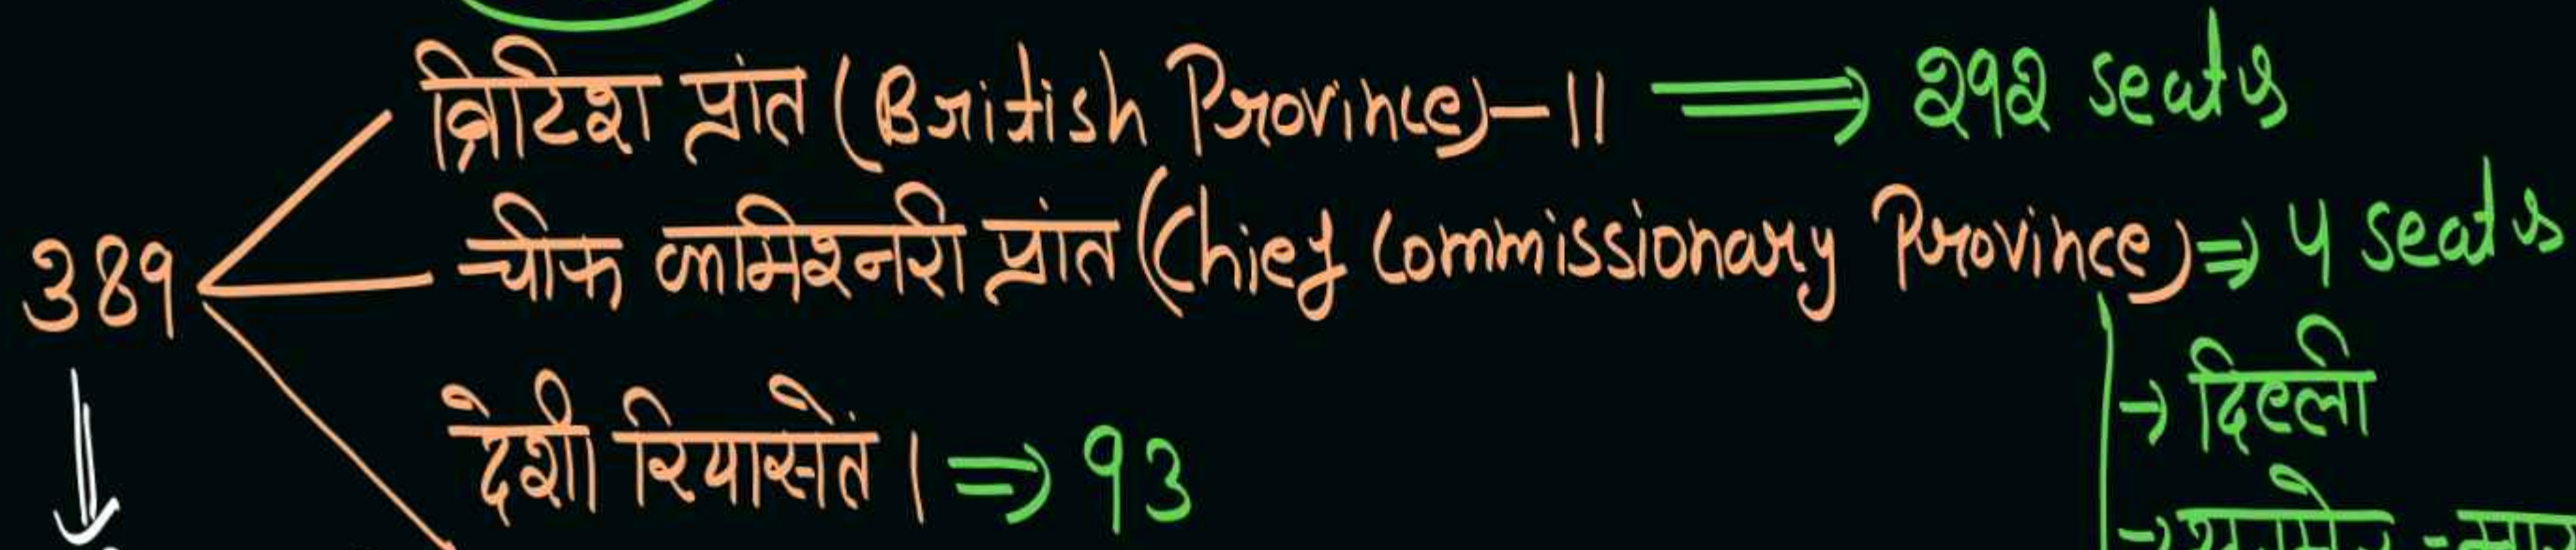 ब्रिटिश प्रांत (British Province)-11 ⟹ 292 seats
389
चीफ कमिश्नरी प्रांत (Chief Commissionary Province) ⇒ 4 seats
→ दिल्ली
देशी रियासतें। ⇒ 93